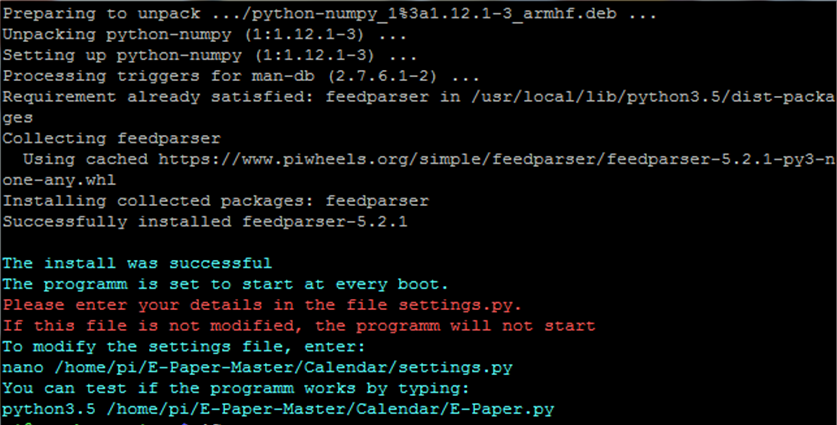 Preparing to unpack .../python-numpy_1%3a1.12.1-3_armhf.deb ...
Unpacking python-numpy (1:1.12.1-3) ...
Setting up python-numpy (1:1.12.1-3) ...
Processing triggers for man-db (2.7.6.1-2) ...
Requirement already satisfied: feedparser in /usr/local/lib/python3.5/dist-packa
ges
Collecting feedparser
  Using cached https://www.piwheels.org/simple/feedparser/feedparser-5.2.1-py3-n
one-any.whl
Installing collected packages: feedparser
Successfully installed feedparser-5.2.1

The install was successful
The programm is set to start at every boot.
Please enter your details in the file settings.py.
If this file is not modified, the programm will not start
To modify the settings file, enter:
nano /home/pi/E-Paper-Master/Calendar/settings.py
You can test if the programm works by typing:
python3.5 /home/pi/E-Paper-Master/Calendar/E-Paper.py